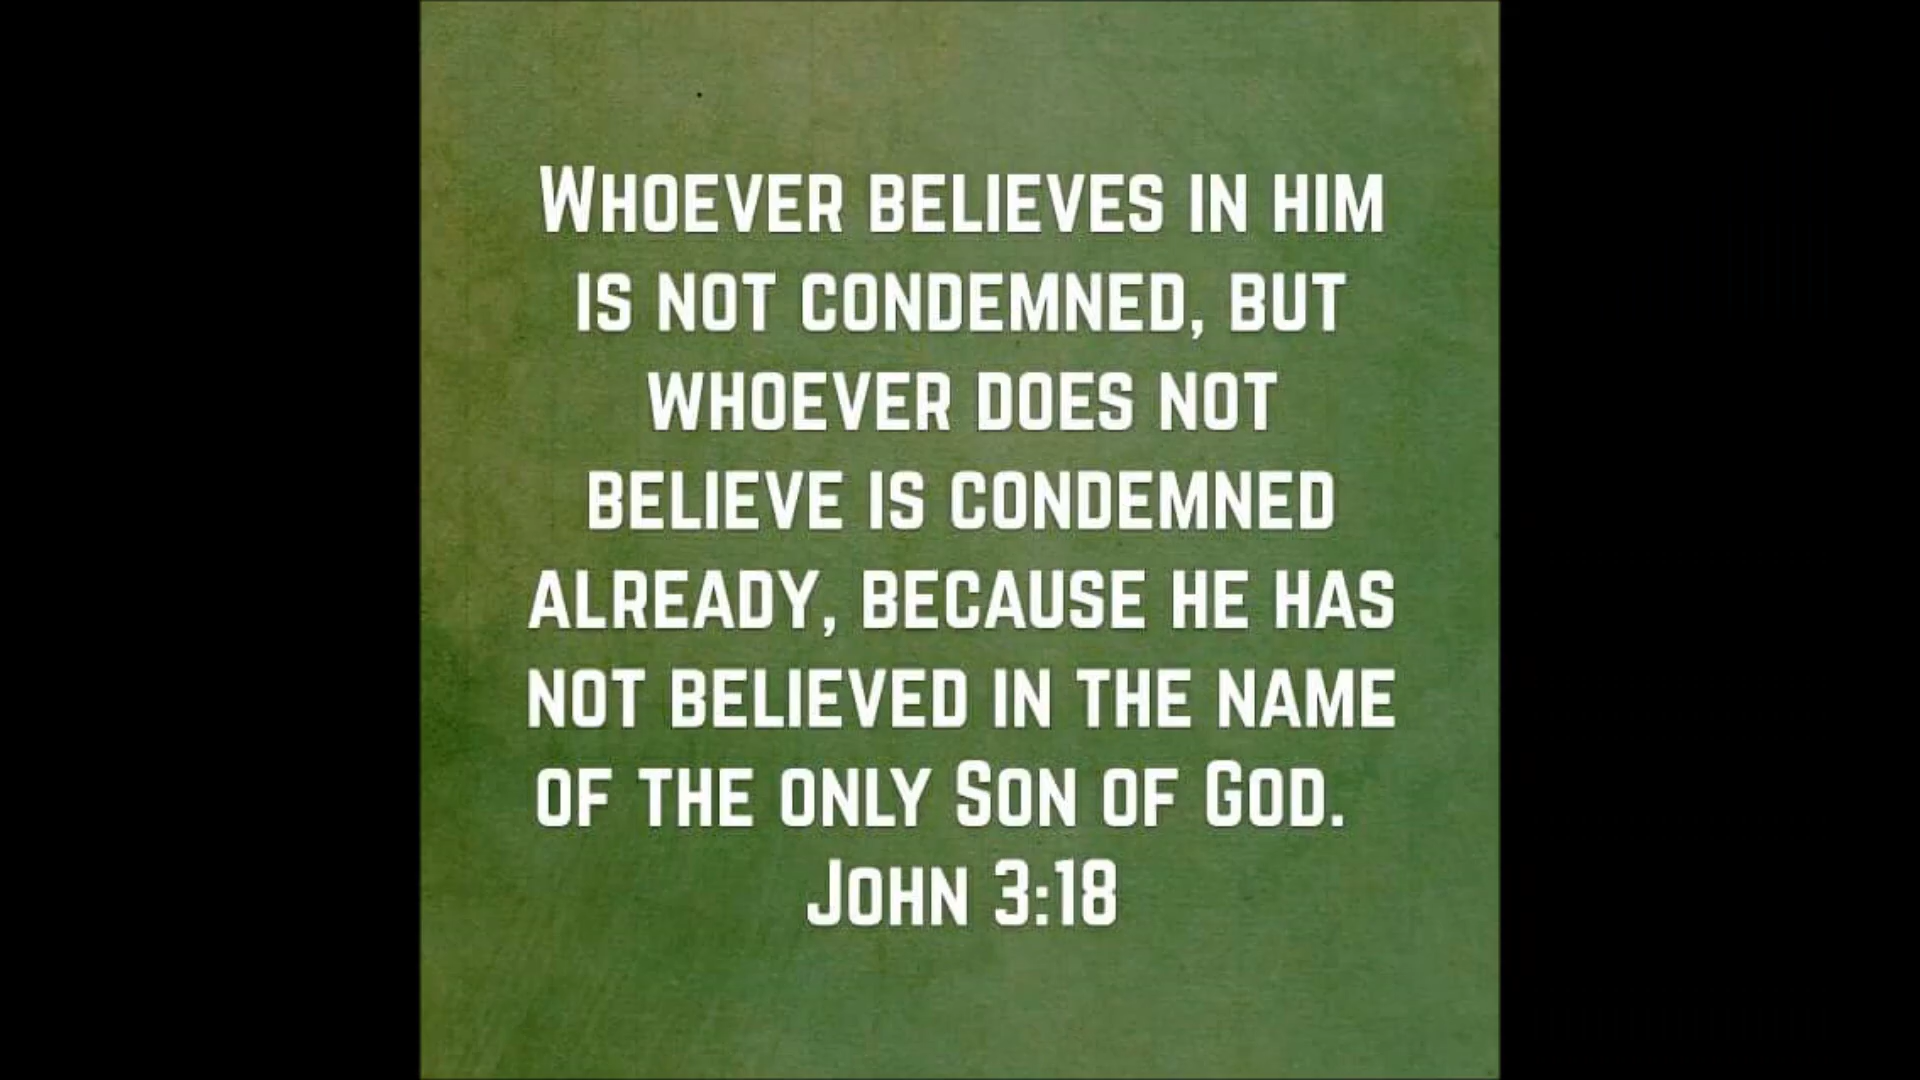 Whoever believes in him
is not condemned, but
whoever does not
believe is condemned
already, because he has
not believed in the name
of the only Son of God.
John 3:18